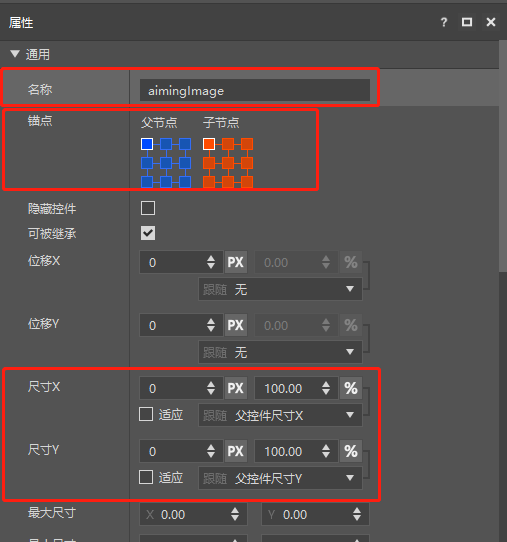 属性
?
通用
名称 aimingImage
锚点 父节点 子节点
隐藏控件
可被继承
位移X 0 PX 0.00 %
跟随 无
位移Y 0 PX 0.00 %
跟随 无
尺寸X 0 PX 100.00 %
适应 跟随 父控件尺寸X
尺寸Y 0 PX 100.00 %
适应 跟随 父控件尺寸Y
最大尺寸 X 0.00 Y 0.00